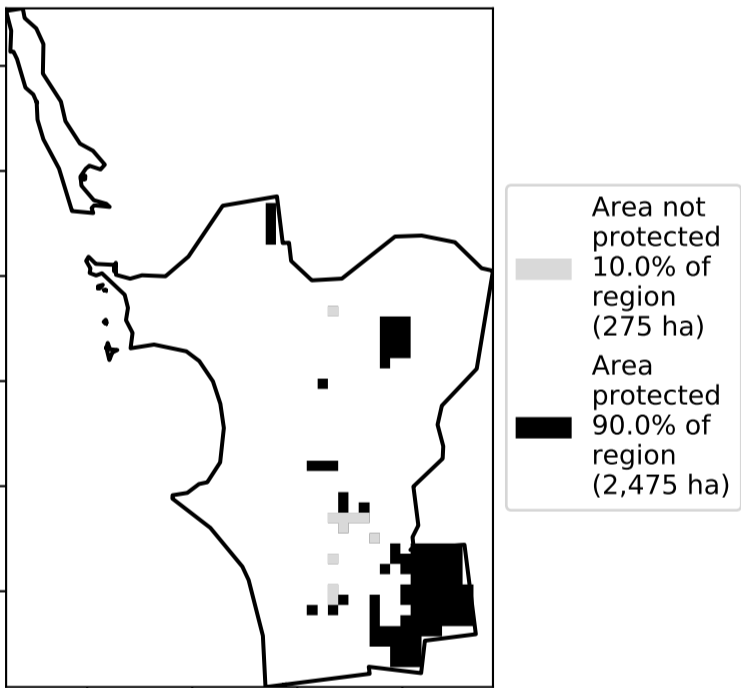 Area not
protected
10.0% of
region
(275 ha)
Area
protected
90.0% of
region
(2,475 ha)